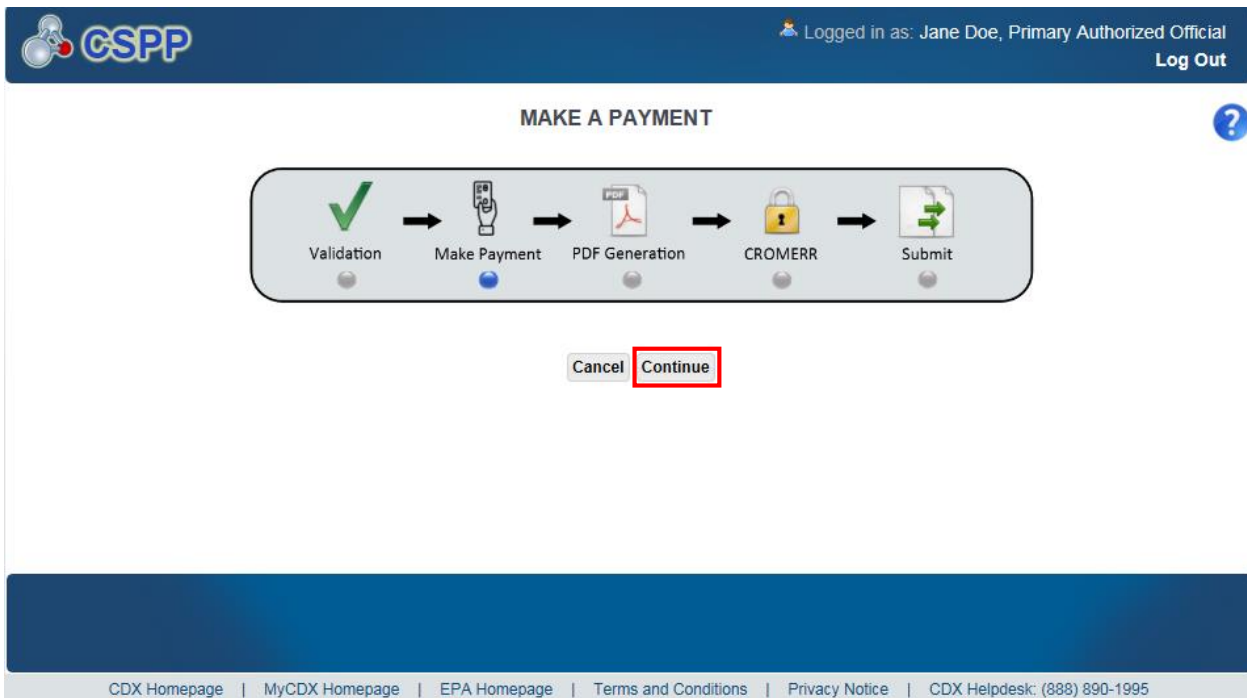 CSPP
Logged in as: Jane Doe, Primary Authorized Official
Log Out
MAKE A PAYMENT
?
PDF
Validation Make Payment PDF Generation CROMERR Submit
Cancel Continue
CDX Homepage | MyCDX Homepage | EPA Homepage | Terms and Conditions | Privacy Notice | CDX Helpdesk: (888) 890-1995